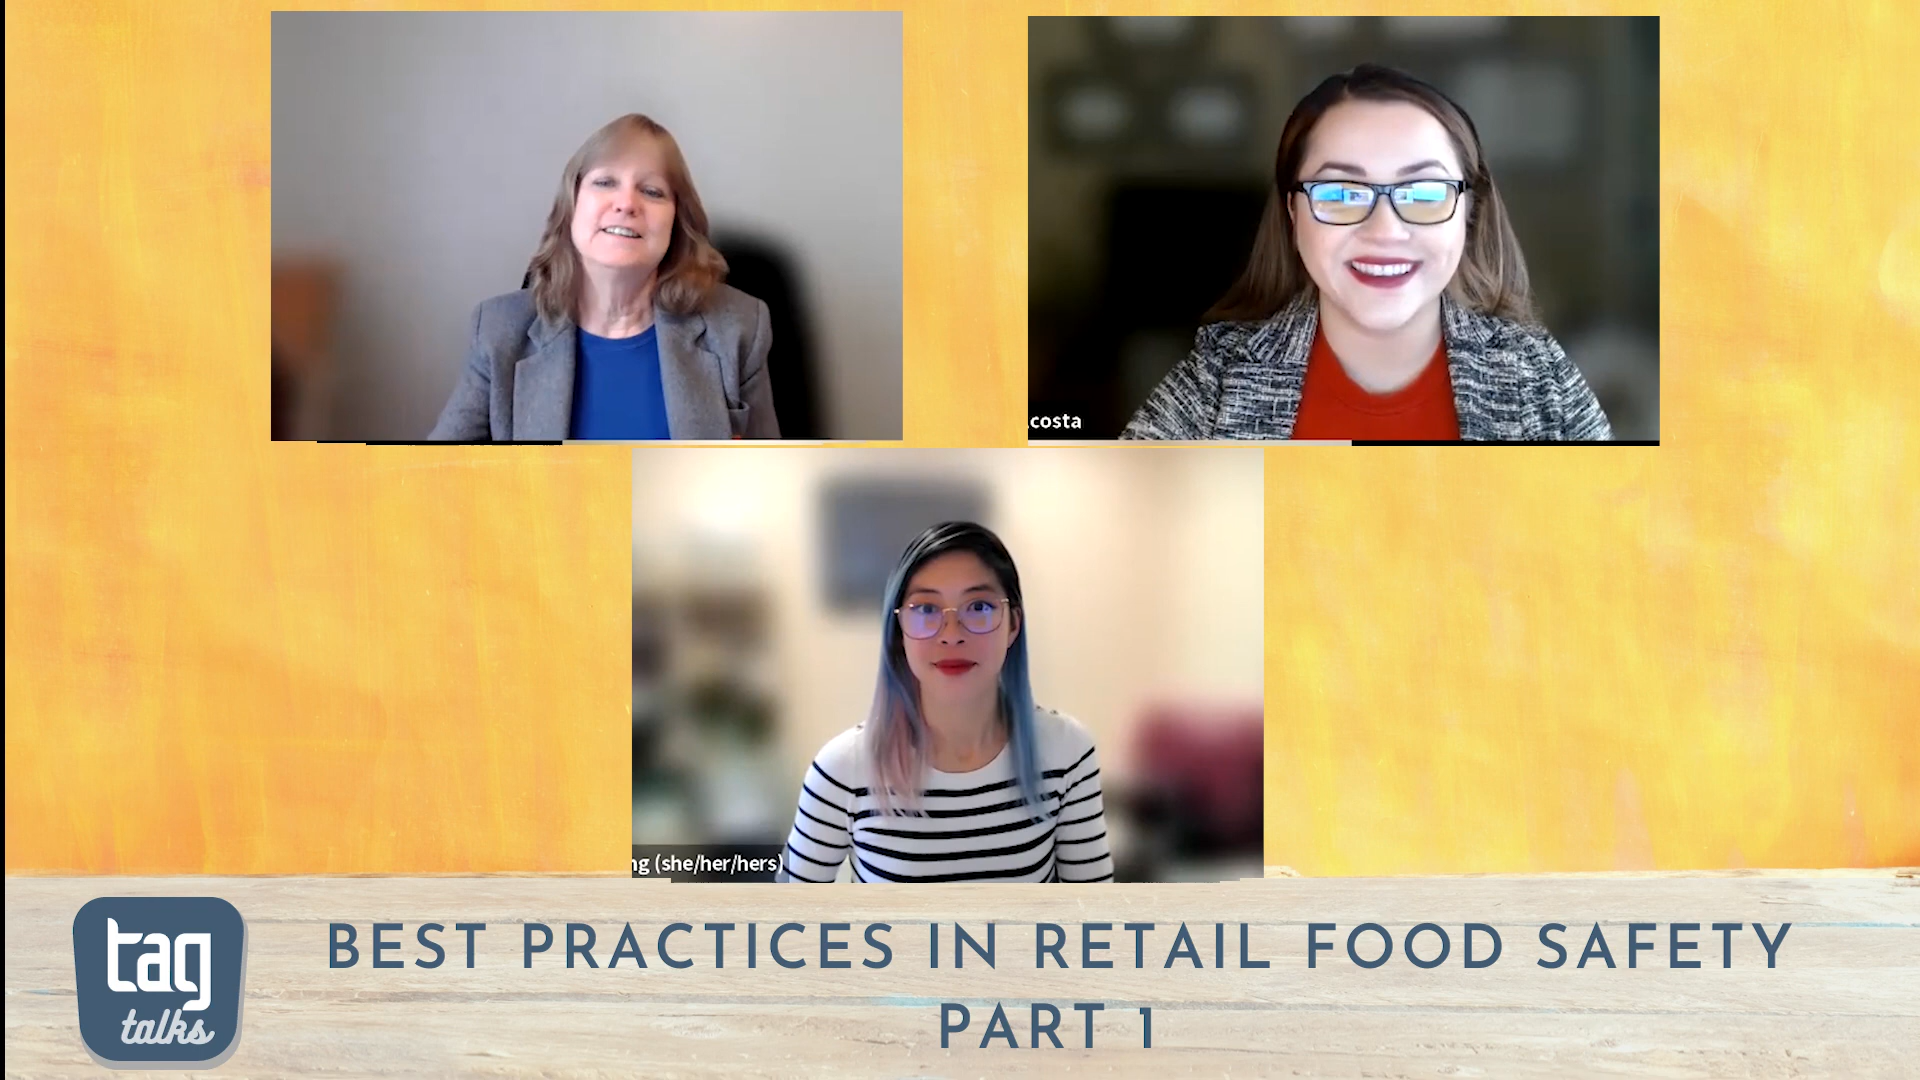 costa
ng (she/her/hers)
tag
talks
BEST PRACTICES IN RETAIL FOOD SAFETY
PART 1